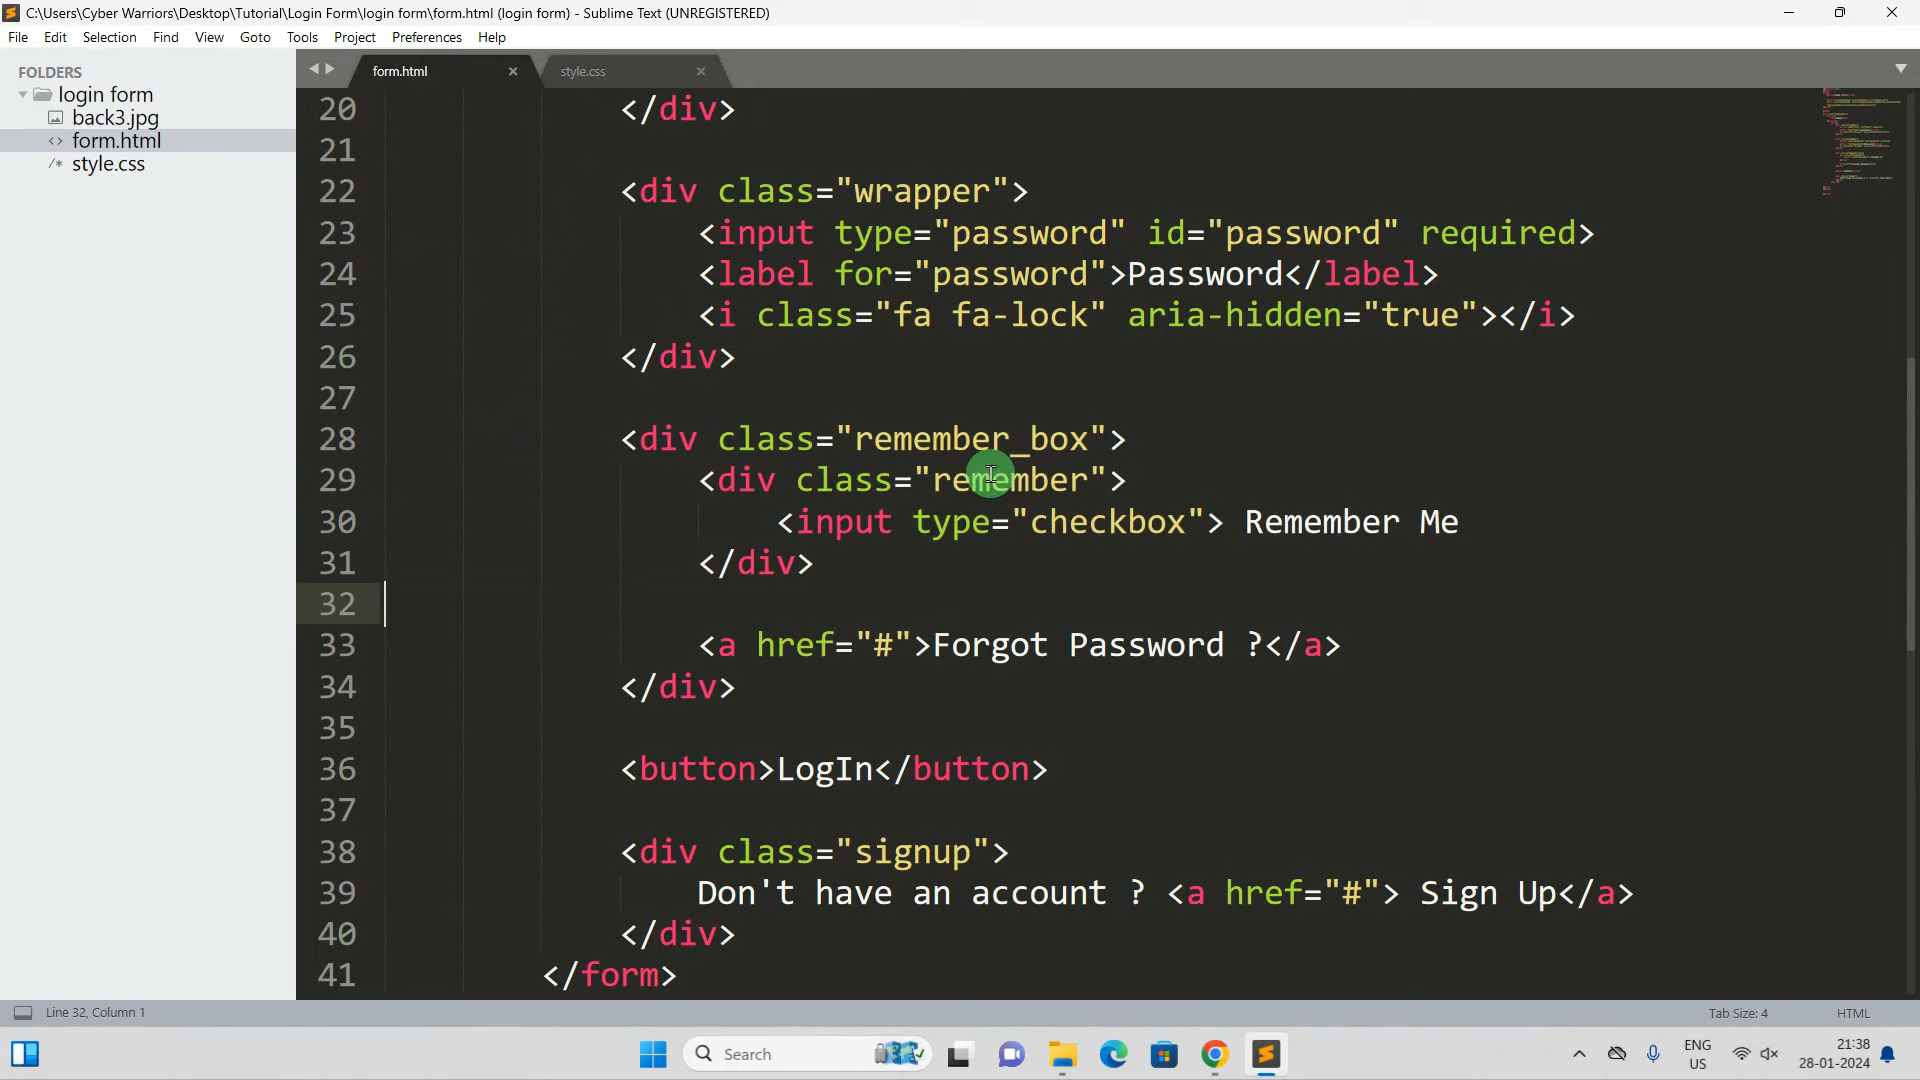 C:\Users\Cyber Warriors\Desktop\Tutorial\Login Form\login form\form.html (login form) - Sublime Text (UNREGISTERED)
File Edit Selection Find View Goto Tools Project Preferences Help
FOLDERS
login form
back3.jpg
form.html
/* style.css
form.html
style.css
20 </div>
21
22 <div class="wrapper">
23 <input type="password" id="password" required>
24 <label for="password">Password</label>
25 <i class="fa fa-lock" aria-hidden="true"></i>
26 </div>
27
28 <div class="remember_box">
29 <div class="remember">
30 <input type="checkbox"> Remember Me
31 </div>
32
33 <a href="#">Forgot Password ?</a>
34 </div>
35
36 <button>LogIn</button>
37
38 <div class="signup">
39 Don't have an account ? <a href="#"> Sign Up</a>
40 </div>
41 </form>
Line 32, Column 1
Tab Size: 4
HTML
Search
ENG
US
21:38
28-01-2024